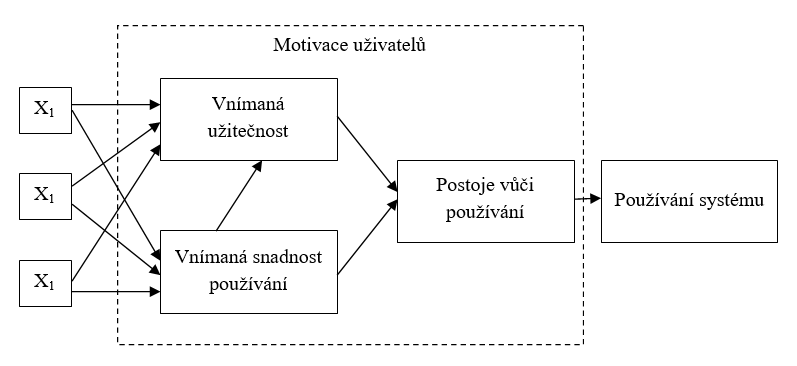 Motivace uživatelů
X₁
X₁
X₁
Vnímaná
užitečnost
Vnímaná snadnost
používání
Postoje vůči
používání
Používání systému